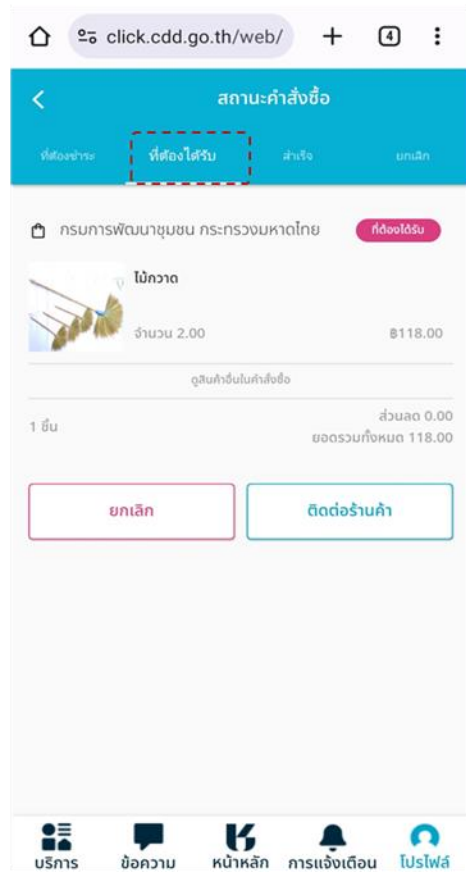 click.cdd.go.th/web/
4
สถานะคำสั่งซื้อ
ที่ต้องชำระ ที่ต้องได้รับ สำเร็จ ยกเลิก
กรมการพัฒนาชุมชน กระทรวงมหาดไทย ที่ต้องได้รับ
ไม้กวาด
จำนวน 2.00 ฿118.00
ดูสินค้าอื่นในคำสั่งซื้อ
ส่วนลด 0.00
1 ชิ้น
ยอดรวมทั้งหมด 118.00
ยกเลิก ติดต่อร้านค้า
บริการ ข้อความ หน้าหลัก การแจ้งเตือน โปรไฟล์